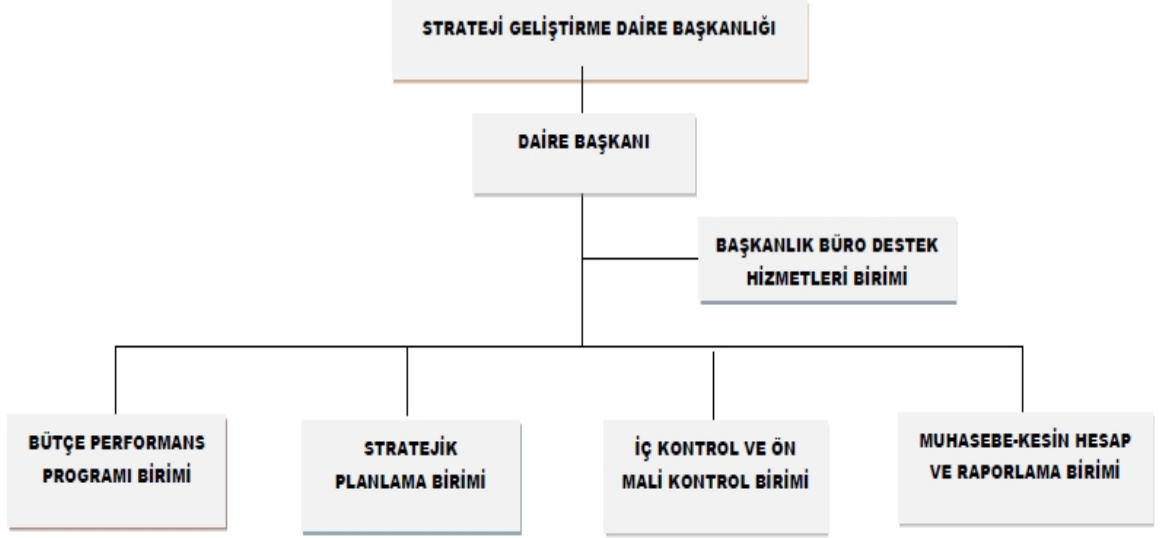 STRATEJİ GELİŞTİRME DAİRE BAŞKANLIĞI
DAİRE BAŞKANI
BAŞKANLIK BÜRO DESTEK
HİZMETLERİ BİRİMİ
BÜTÇE PERFORMANS
PROGRAMI BİRİMİ
STRATEJİK
PLANLAMA BİRİMİ
İÇ KONTROL VE ÖN
MALİ KONTROL BİRİMİ
MUHASEBE-KESİN HESAP
VE RAPORLAMA BİRİMİ